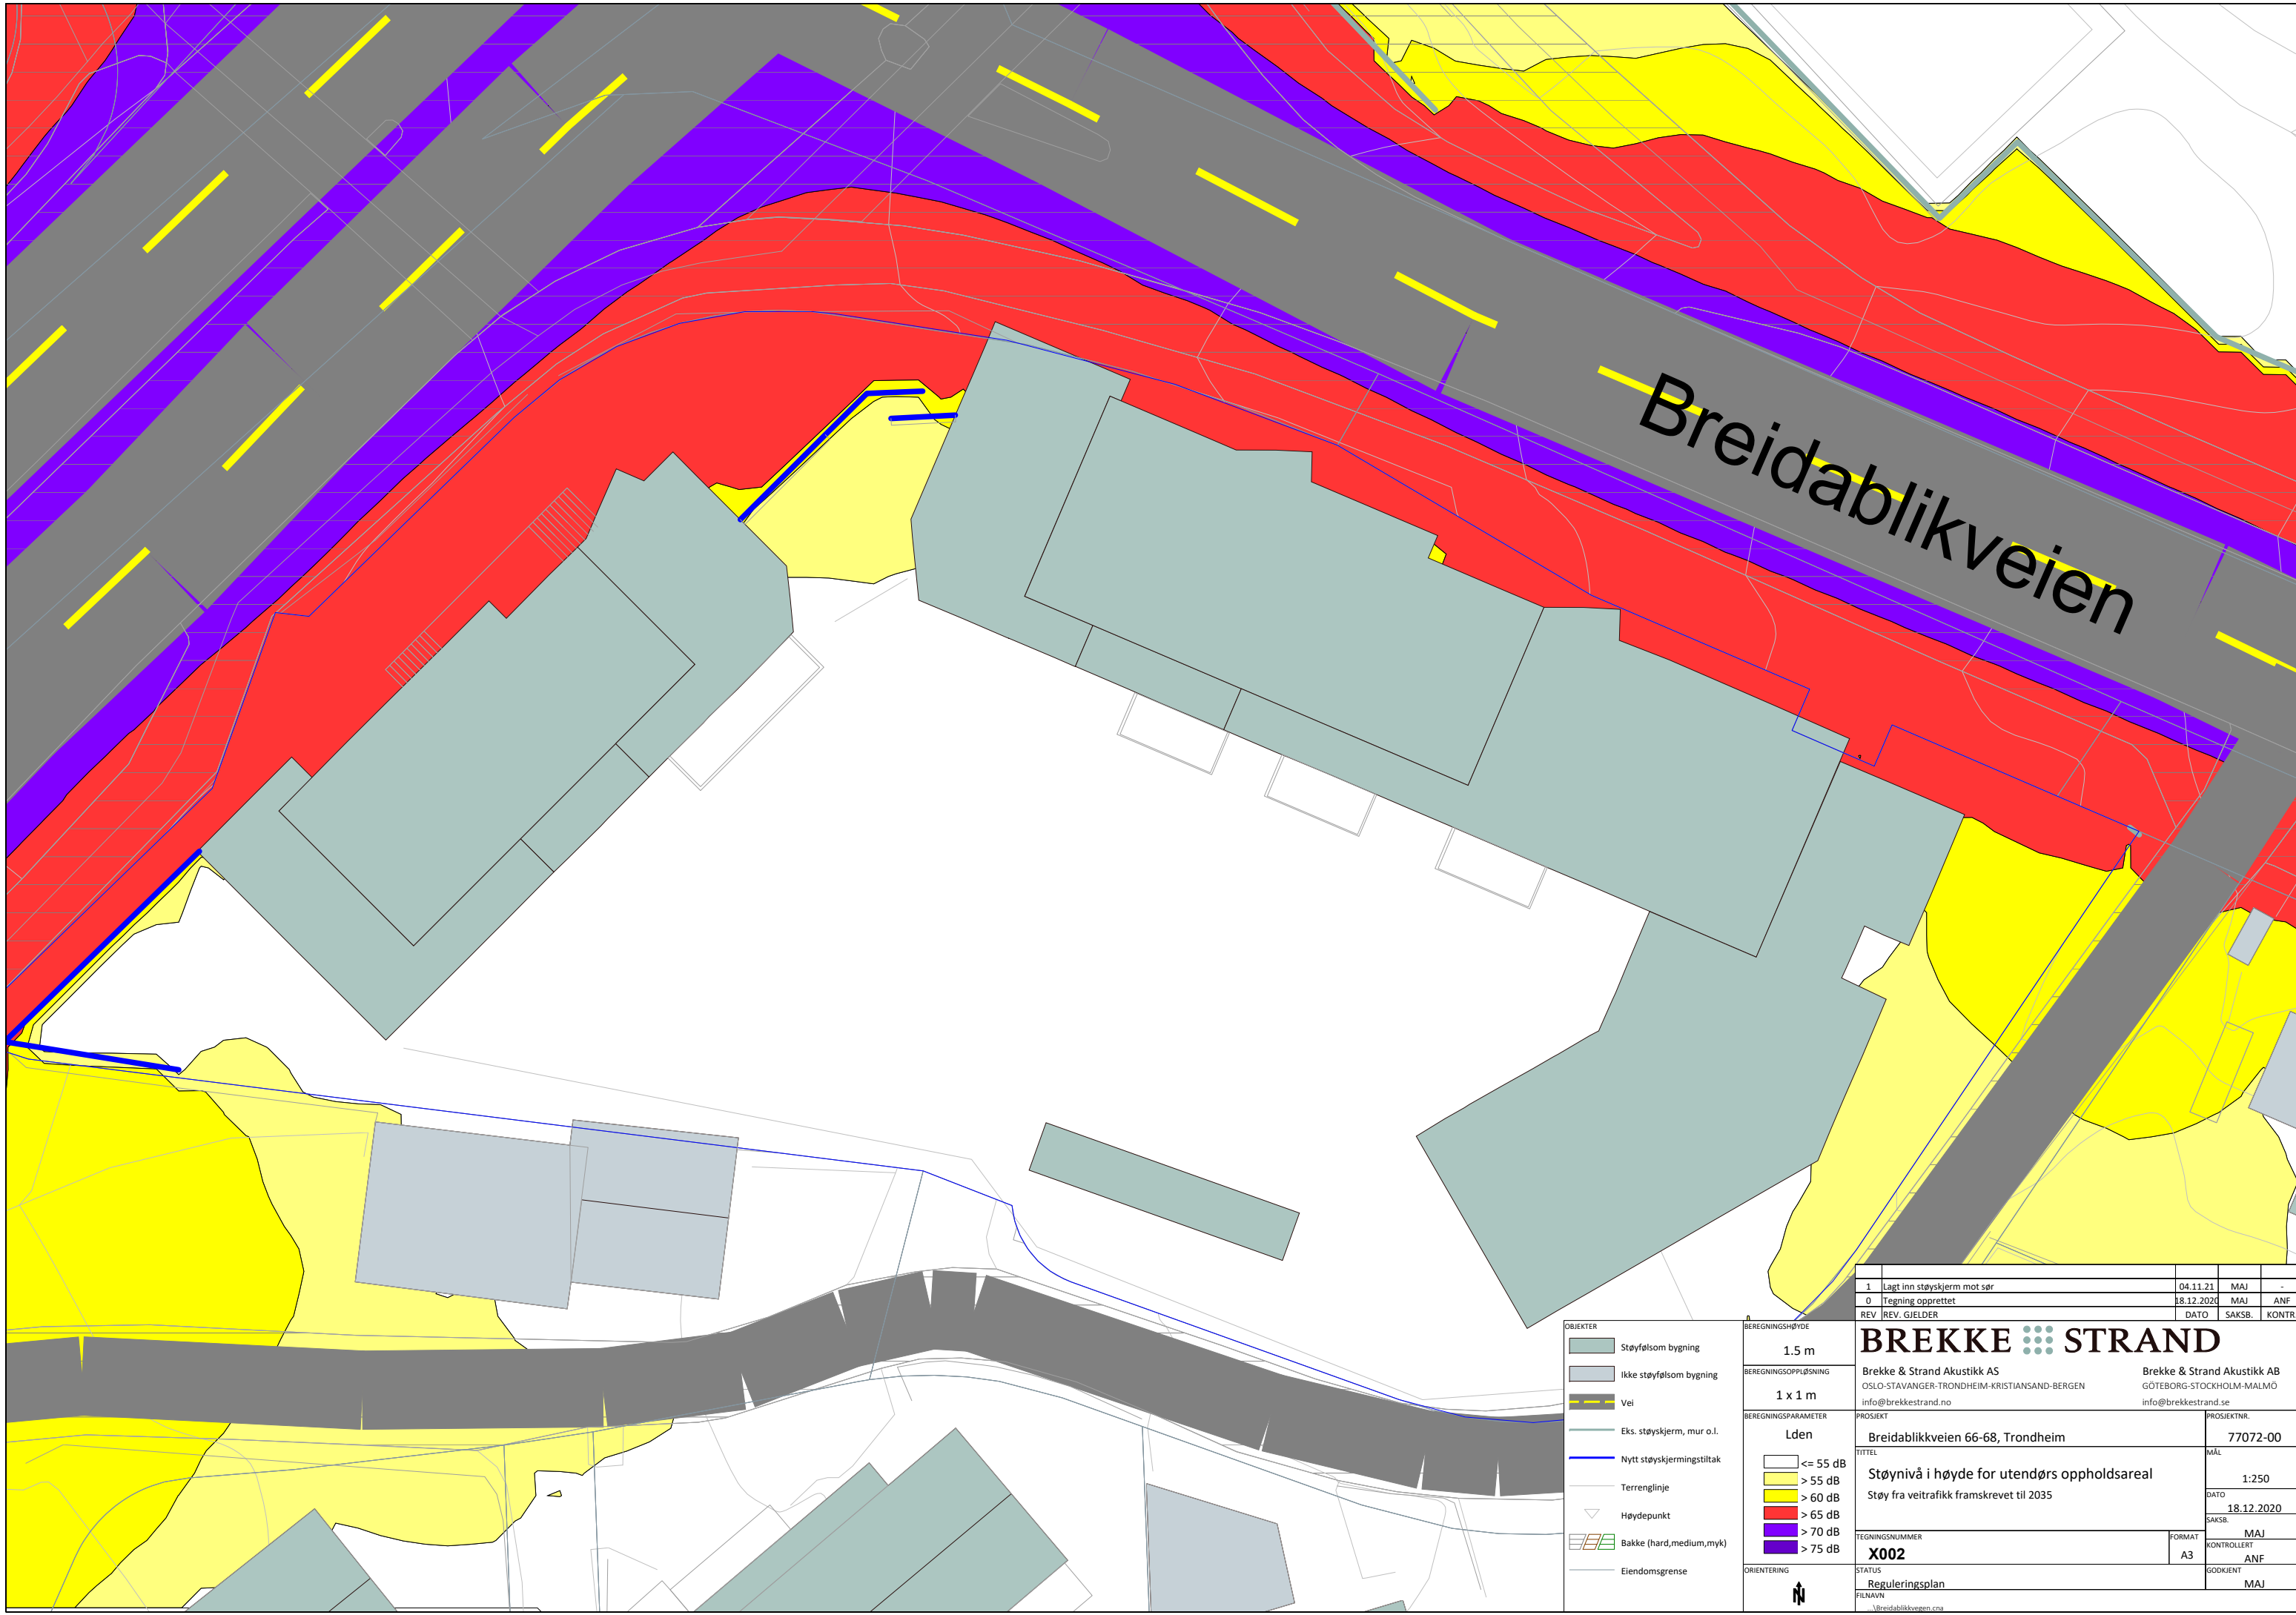 Breidablikveien
1 Lagt inn støyskjerm mot sør 04.11.21 MAJ -
0 Tegning opprettet 18.12.2020 MAJ ANF
REV REV. GJELDER DATO SAKSB. KONTR.
OBJEKTER
Støyfølsom bygning
Ikke støyfølsom bygning
Vei
Eks. støyskjerm, mur o.l.
Nytt støyskjermingstiltak
Terrenglinje
Høydepunkt
Bakke (hard,medium,myk)
Eiendomsgrense
BEREGNINGSHØYDE
1.5 m
BEREGNINGSOPPLØSNING
1 x 1 m
BEREGNINGSPARAMETER
Lden
<= 55 dB
> 55 dB
> 60 dB
> 65 dB
> 70 dB
> 75 dB
ORIENTERING
N
BREKKE STRAND
Brekke & Strand Akustikk AS
OSLO-STAVANGER-TRONDHEIM-KRISTIANSAND-BERGEN
info@brekkestrand.no
Brekke & Strand Akustikk AB
GÖTEBORG-STOCKHOLM-MALMÖ
info@brekkestrand.se
PROSJEKT
Breidablikkveien 66-68, Trondheim
PROSJEKTNR.
77072-00
TITTEL
Støynivå i høyde for utendørs oppholdsareal
Støy fra veitrafikk framskrevet til 2035
MÅL
1:250
DATO
18.12.2020
SAKSB.
MAJ
TEGNINGSNUMMER
X002
FORMAT
A3
KONTROLLERT
ANF
STATUS
Reguleringsplan
GODKJENT
MAJ
FILNAVN
...\Breidablikkvegen.cna